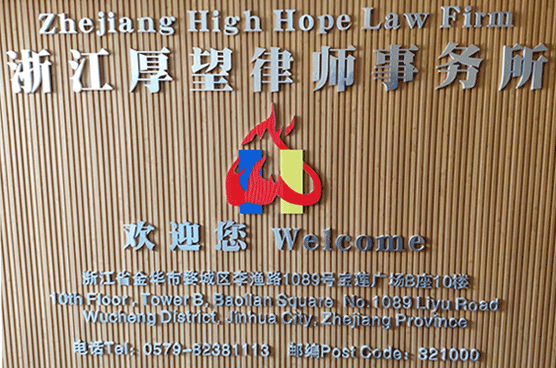 Zhejiang High Hope Law Firm
浙江厚望律师事务所
欢迎您 Welcome
浙江省金华市婺城区李渔路1089号宝莲广场B座10楼
10th Floor, Tower B, Baolian Square No.1089 Liyu Road
Wucheng District, Jinhua City, Zhejiang Province
电话Tel: 0579-82381113 邮编Post Code: 321000